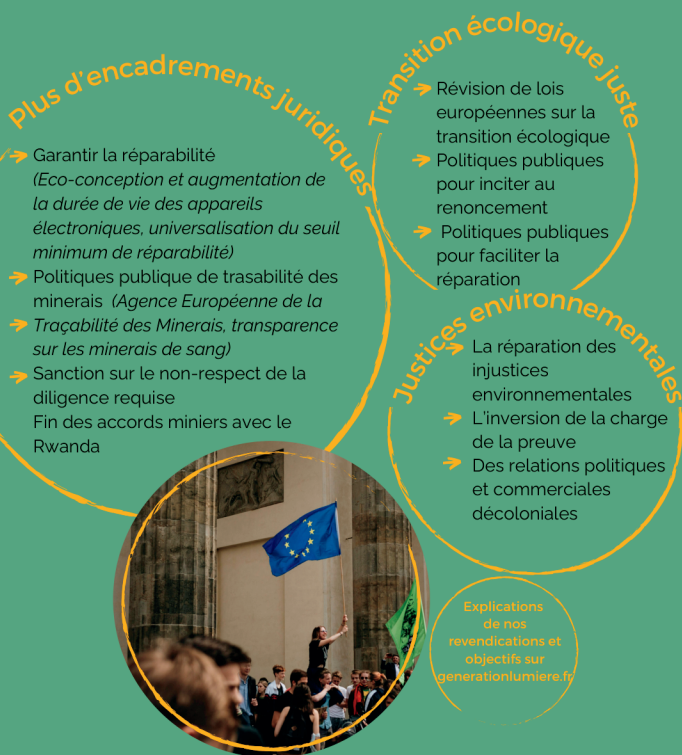 Plus d'encadrements juridiques
Garantir la réparabilité
(Eco-conception et augmentation de
la durée de vie des appareils
électroniques, universalisation du seuil
minimum de réparabilité)
Politiques publique de trasabilité des
minerais (Agence Européenne de la
Traçabilité des Minerais, transparence
sur les minerais de sang)
Sanction sur le non-respect de la
diligence requise
Fin des accords miniers avec le
Rwanda
Transition écologique juste
Révision de lois
européennes sur la
transition écologique
Politiques publiques
pour inciter au
renoncement
Politiques publiques
pour faciliter la
réparation
Justices environnementales
La réparation des
injustices
environnementales
L'inversion de la charge
de la preuve
Des relations politiques
et commerciales
décoloniales
Explications
de nos
revendications et
objectifs sur
generationlumiere.fr